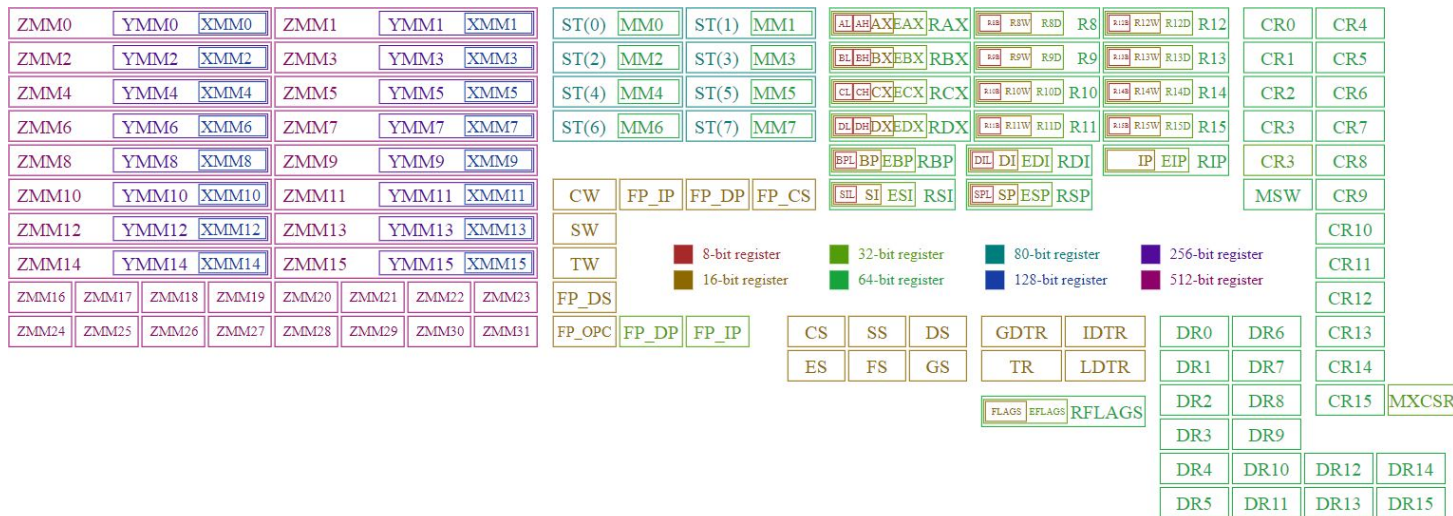 ZMM0 YMM0 XMM0 ZMM1 YMM1 XMM1 ST(0) MM0 ST(1) MM1 AL AH AX EAX RAX R8B R8W R8D R8 R12B R12W R12D R12 CR0 CR4
ZMM2 YMM2 XMM2 ZMM3 YMM3 XMM3 ST(2) MM2 ST(3) MM3 BL BH BX EBX RBX R9B R9W R9D R9 R13B R13W R13D R13 CR1 CR5
ZMM4 YMM4 XMM4 ZMM5 YMM5 XMM5 ST(4) MM4 ST(5) MM5 CL CH CX ECX RCX R10B R10W R10D R10 R14B R14W R14D R14 CR2 CR6
ZMM6 YMM6 XMM6 ZMM7 YMM7 XMM7 ST(6) MM6 ST(7) MM7 DL DH DX EDX RDX R11B R11W R11D R11 R15B R15W R15D R15 CR3 CR7
ZMM8 YMM8 XMM8 ZMM9 YMM9 XMM9 BPL BP EBP RBP DIL DI EDI RDI IP EIP RIP CR3 CR8
ZMM10 YMM10 XMM10 ZMM11 YMM11 XMM11 CW FP_IP FP_DP FP_CS SIL SI ESI RSI SPL SP ESP RSP MSW CR9
ZMM12 YMM12 XMM12 ZMM13 YMM13 XMM13 SW CR10
8-bit register 32-bit register 80-bit register 256-bit register
ZMM14 YMM14 XMM14 ZMM15 YMM15 XMM15 TW CR11
16-bit register 64-bit register 128-bit register 512-bit register
ZMM16 ZMM17 ZMM18 ZMM19 ZMM20 ZMM21 ZMM22 ZMM23 FP_DS CR12
ZMM24 ZMM25 ZMM26 ZMM27 ZMM28 ZMM29 ZMM30 ZMM31 FP_OPC FP_DP FP_IP CS SS DS GDTR IDTR DR0 DR6 CR13
ES FS GS TR LDTR DR1 DR7 CR14
FLAGS EFLAGS RFLAGS DR2 DR8 CR15 MXCSR
DR3 DR9
DR4 DR10 DR12 DR14
DR5 DR11 DR13 DR15